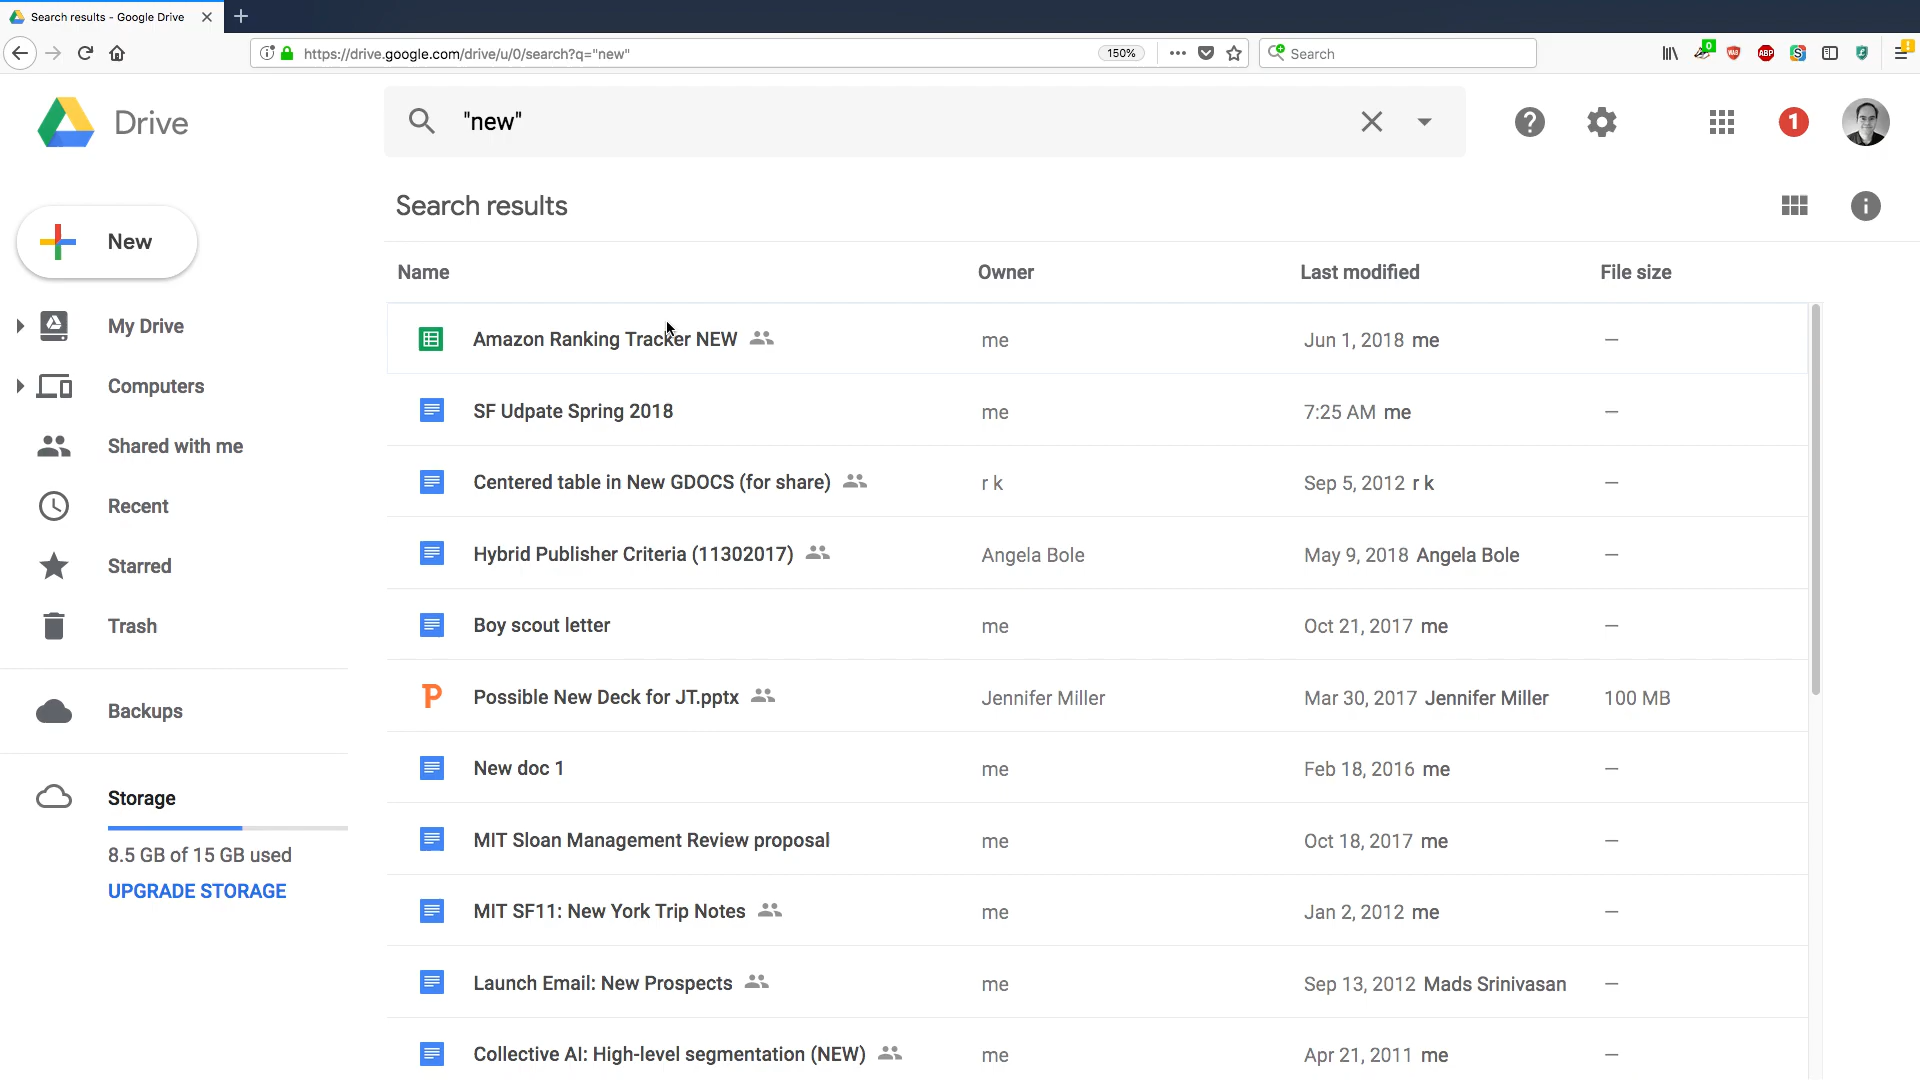 Search results - Google Drive
https://drive.google.com/drive/u/0/search?q="new"
150%
Search
0
ABP
S
Drive
"new"
1
Search results
New
Name Owner Last modified File size
My Drive
Computers
Shared with me
Recent
Starred
Trash
Backups
Storage
8.5 GB of 15 GB used
UPGRADE STORAGE
Amazon Ranking Tracker NEW me Jun 1, 2018 me —
SF Udpate Spring 2018 me 7:25 AM me —
Centered table in New GDOCS (for share) r k Sep 5, 2012 r k —
Hybrid Publisher Criteria (11302017) Angela Bole May 9, 2018 Angela Bole —
Boy scout letter me Oct 21, 2017 me —
P Possible New Deck for JT.pptx Jennifer Miller Mar 30, 2017 Jennifer Miller 100 MB
New doc 1 me Feb 18, 2016 me —
MIT Sloan Management Review proposal me Oct 18, 2017 me —
MIT SF11: New York Trip Notes me Jan 2, 2012 me —
Launch Email: New Prospects me Sep 13, 2012 Mads Srinivasan —
Collective AI: High-level segmentation (NEW) me Apr 21, 2011 me —